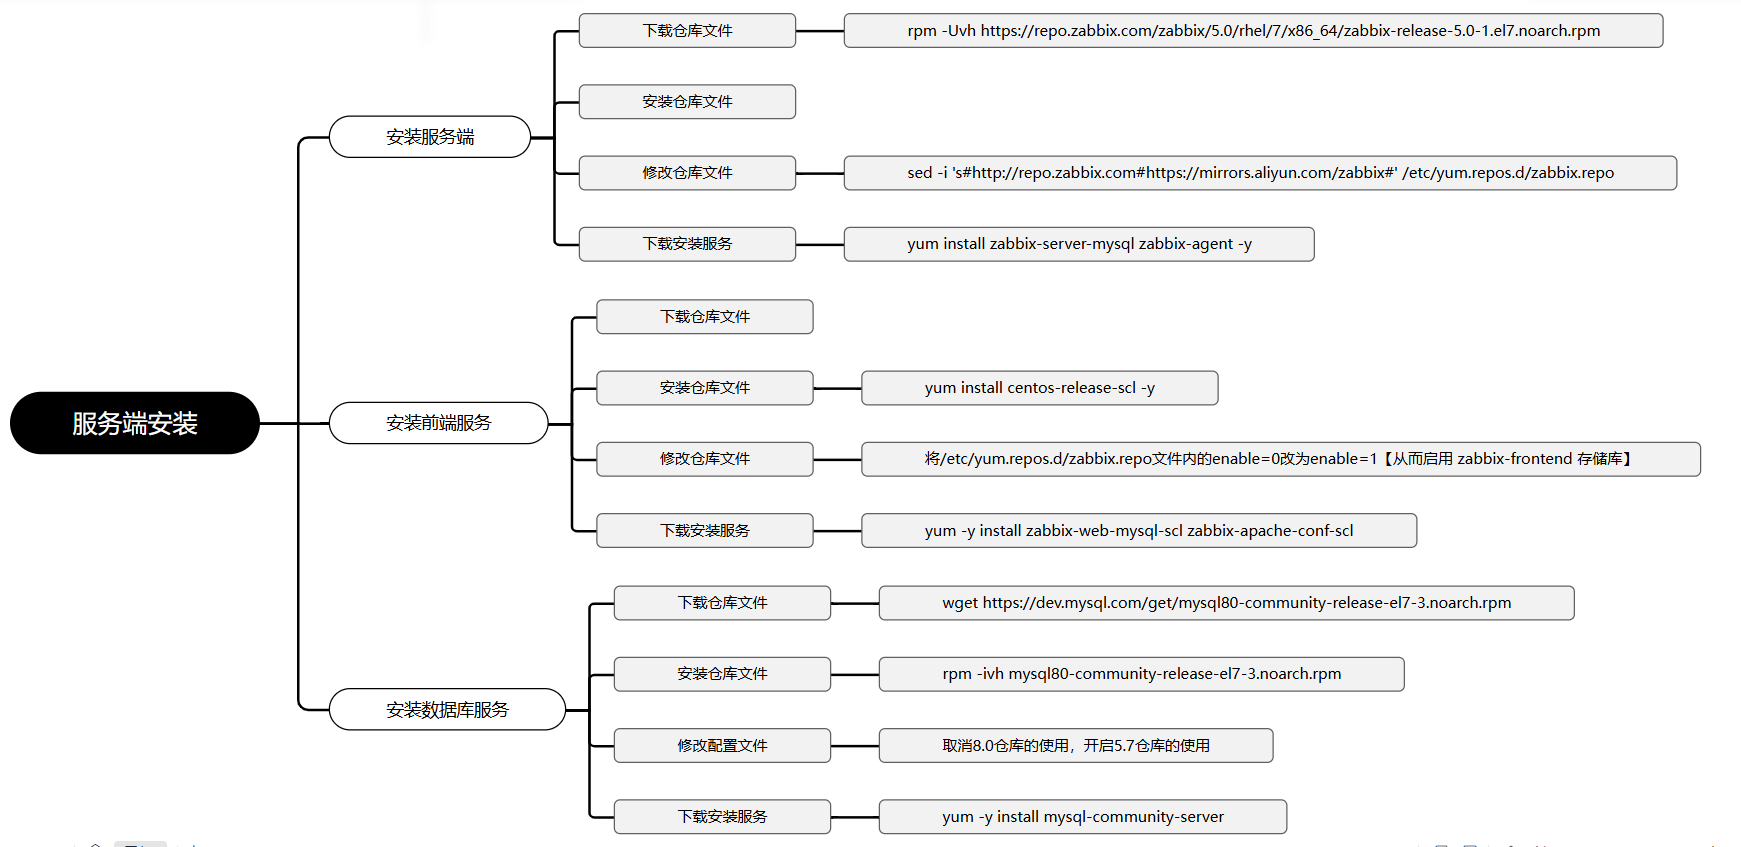 服务端安装
安装服务端
下载仓库文件
rpm -Uvh https://repo.zabbix.com/zabbix/5.0/rhel/7/x86_64/zabbix-release-5.0-1.el7.noarch.rpm
安装仓库文件
修改仓库文件
sed -i 's#http://repo.zabbix.com#https://mirrors.aliyun.com/zabbix#' /etc/yum.repos.d/zabbix.repo
下载安装服务
yum install zabbix-server-mysql zabbix-agent -y
安装前端服务
下载仓库文件
安装仓库文件
yum install centos-release-scl -y
修改仓库文件
将/etc/yum.repos.d/zabbix.repo文件内的enable=0改为enable=1【从而启用 zabbix-frontend 存储库】
下载安装服务
yum -y install zabbix-web-mysql-scl zabbix-apache-conf-scl
安装数据库服务
下载仓库文件
wget https://dev.mysql.com/get/mysql80-community-release-el7-3.noarch.rpm
安装仓库文件
rpm -ivh mysql80-community-release-el7-3.noarch.rpm
修改配置文件
取消8.0仓库的使用，开启5.7仓库的使用
下载安装服务
yum -y install mysql-community-server